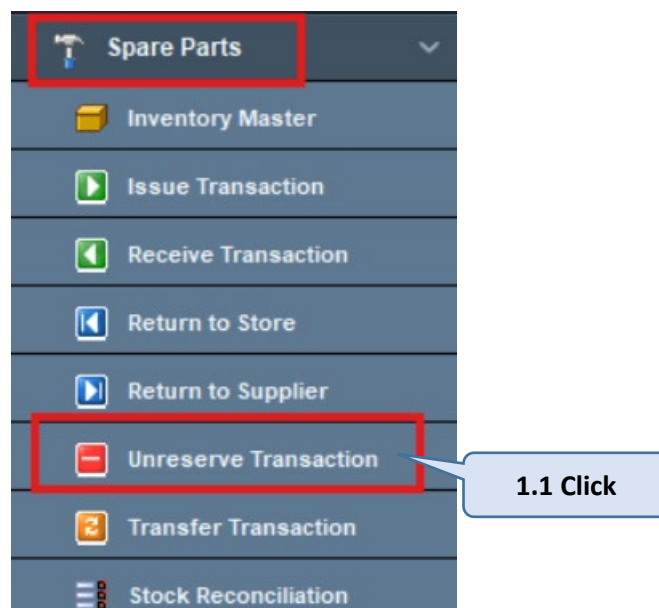 Spare Parts
Inventory Master
Issue Transaction
Receive Transaction
Return to Store
Return to Supplier
Unreserve Transaction
1.1 Click
Transfer Transaction
Stock Reconciliation